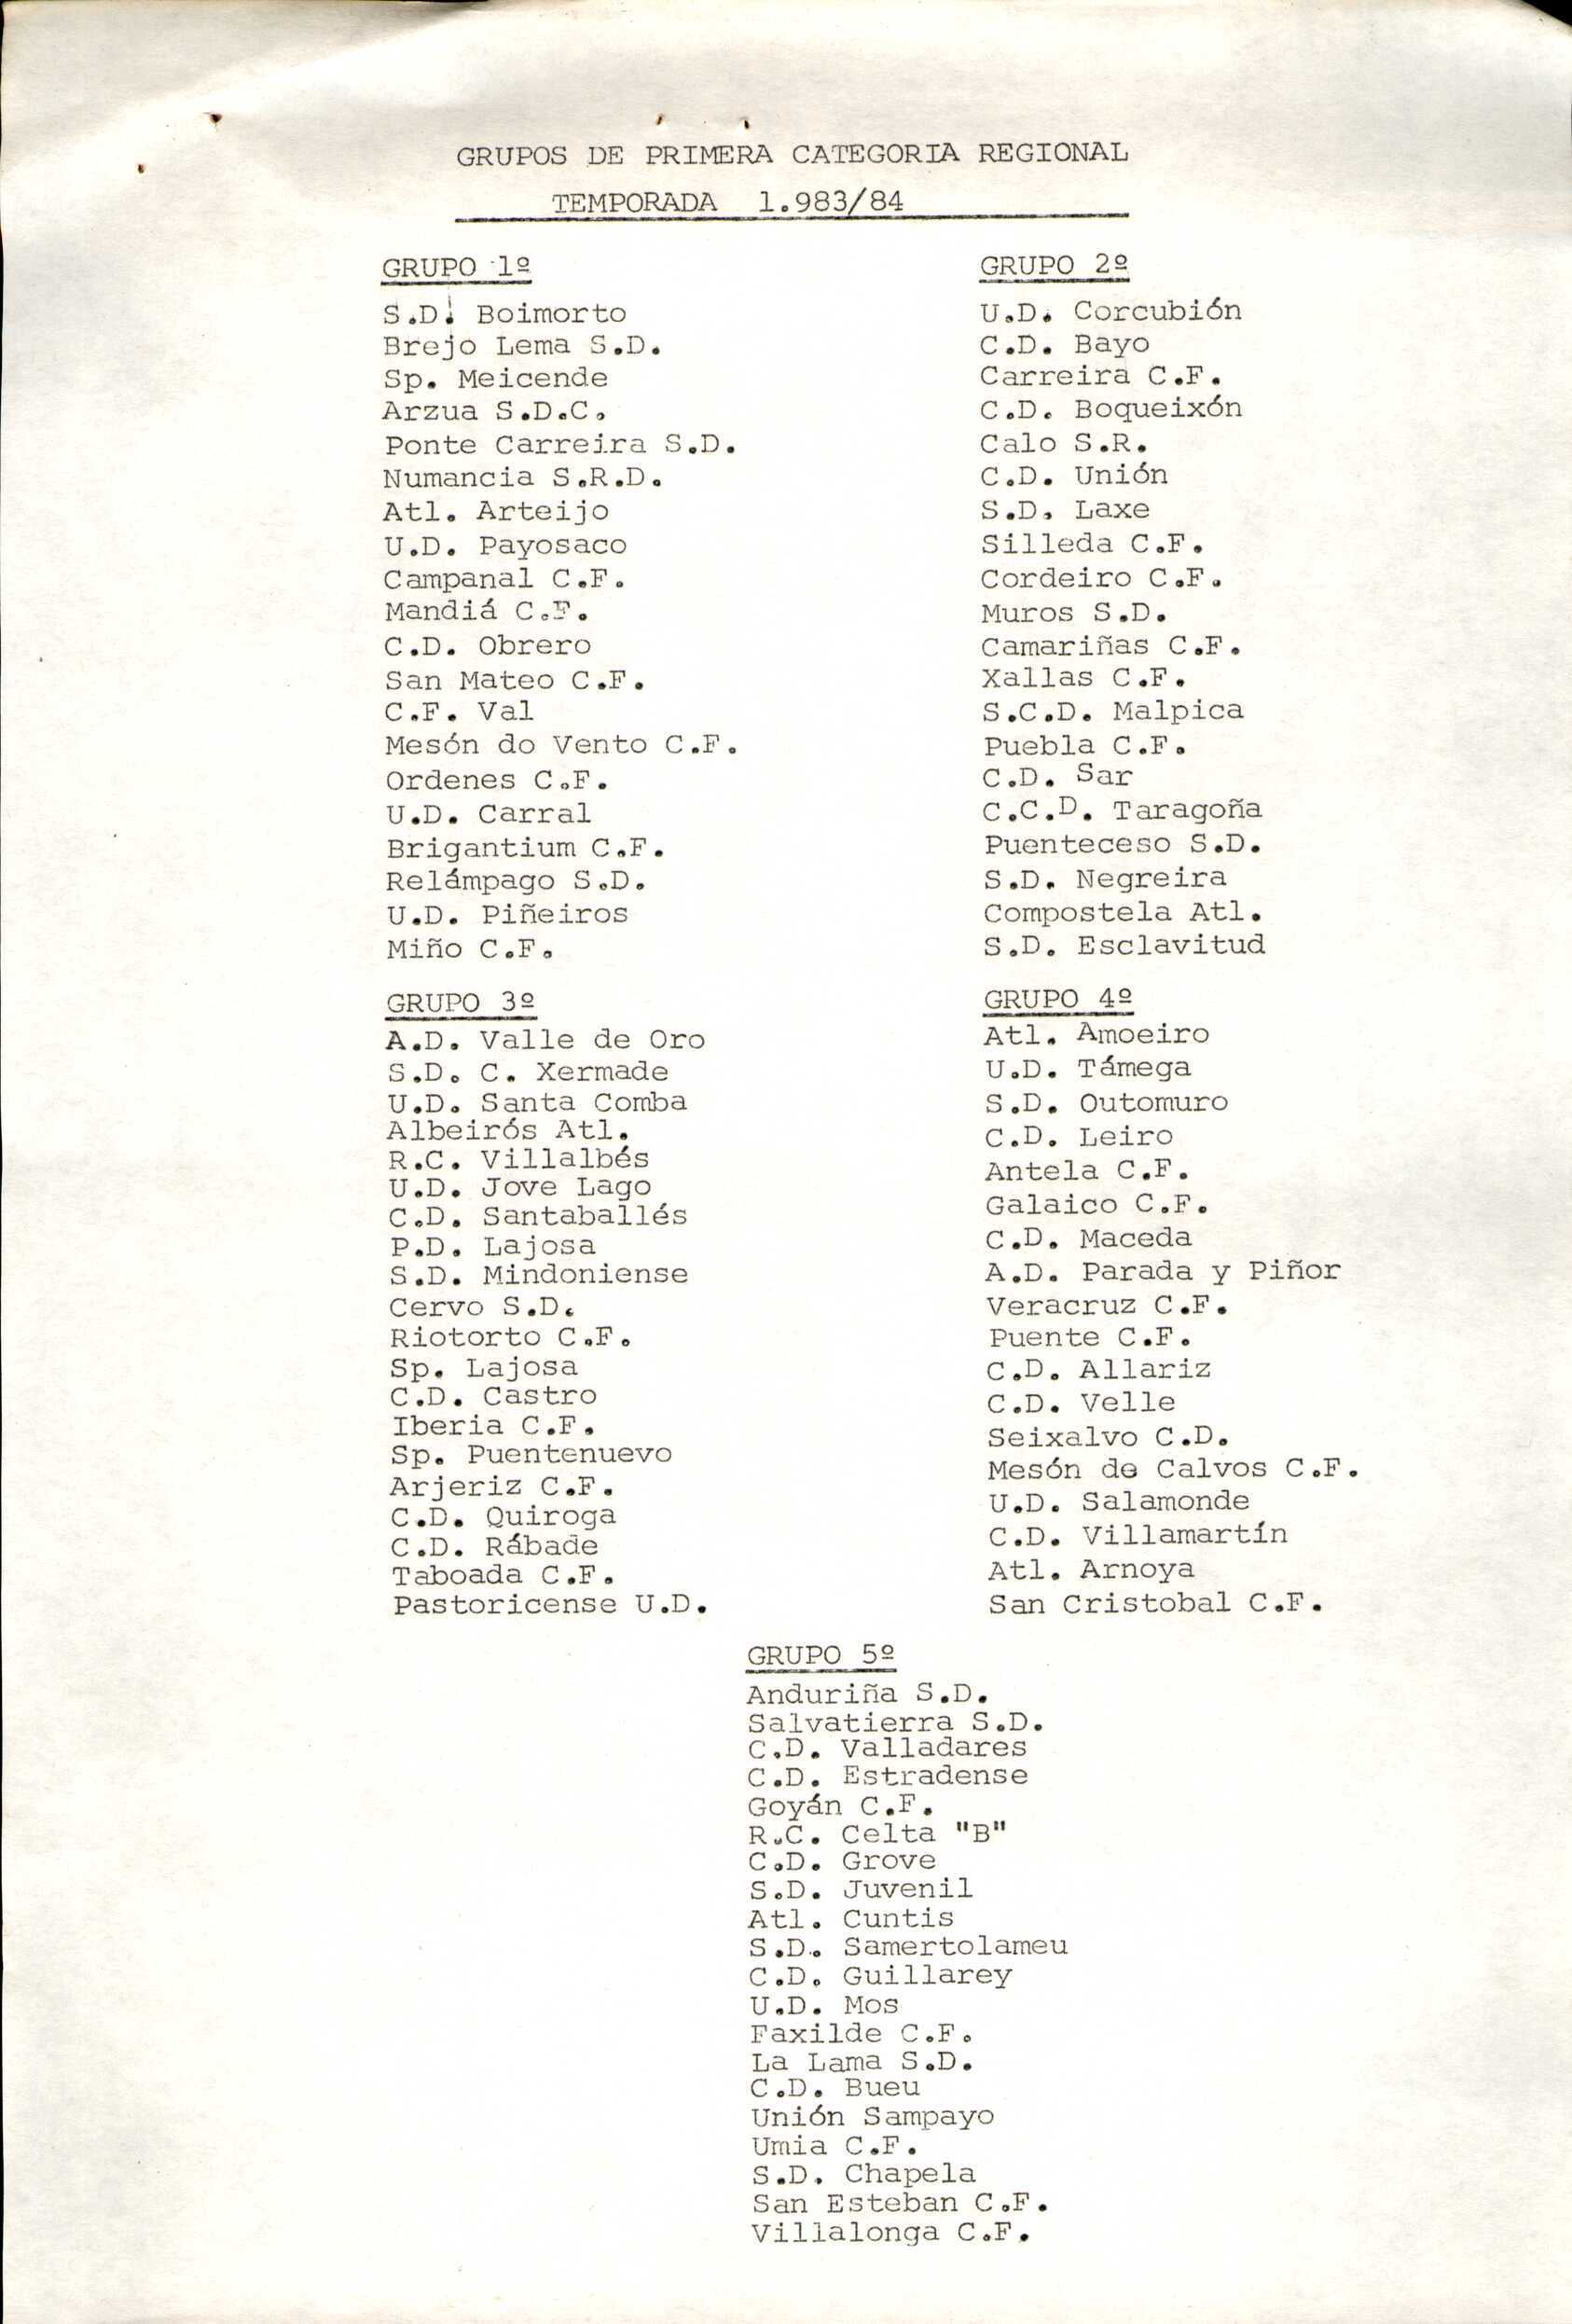 GRUPOS DE PRIMERA CATEGORIA REGIONAL
TEMPORADA 1.983/84
GRUPO 1º
S.D. Boimorto
Brejo Lema S.D.
Sp. Meicende
Arzua S.D.C.
Ponte Carreira S.D.
Numancia S.R.D.
Atl. Arteijo
U.D. Payosaco
Campanal C.F.
Mandiá C.F.
C.D. Obrero
San Mateo C.F.
C.F. Val
Mesón do Vento C.F.
Ordenes C.F.
U.D. Carral
Brigantium C.F.
Relámpago S.D.
U.D. Piñeiros
Miño C.F.
GRUPO 2º
U.D. Corcubión
C.D. Bayo
Carreira C.F.
C.D. Boqueixón
Calo S.R.
C.D. Unión
S.D. Laxe
Silleda C.F.
Cordeiro C.F.
Muros S.D.
Camariñas C.F.
Xallas C.F.
S.C.D. Malpica
Puebla C.F.
C.D. Sar
C.C.D. Taragoña
Puenteceso S.D.
S.D. Negreira
Compostela Atl.
S.D. Esclavitud
GRUPO 3º
A.D. Valle de Oro
S.D. C. Xermade
U.D. Santa Comba
Albeirós Atl.
R.C. Villalbés
U.D. Jove Lago
C.D. Santaballés
P.D. Lajosa
S.D. Mindoniense
Cervo S.D.
Riotorto C.F.
Sp. Lajosa
C.D. Castro
Iberia C.F.
Sp. Puentenuevo
Arjeriz C.F.
C.D. Quiroga
C.D. Rábade
Taboada C.F.
Pastoricense U.D.
GRUPO 4º
Atl. Amoeiro
U.D. Támega
S.D. Outomuro
C.D. Leiro
Antela C.F.
Galaico C.F.
C.D. Maceda
A.D. Parada y Piñor
Veracruz C.F.
Puente C.F.
C.D. Allariz
C.D. Velle
Seixalvo C.D.
Mesón de Calvos C.F.
U.D. Salamonde
C.D. Villamartín
Atl. Arnoya
San Cristobal C.F.
GRUPO 5º
Anduriña S.D.
Salvatierra S.D.
C.D. Valladares
C.D. Estradense
Goyán C.F.
R.C. Celta "B"
C.D. Grove
S.D. Juvenil
Atl. Cuntis
S.D. Samertolameu
C.D. Guillarey
U.D. Mos
Faxilde C.F.
La Lama S.D.
C.D. Bueu
Unión Sampayo
Umia C.F.
S.D. Chapela
San Esteban C.F.
Villalonga C.F.